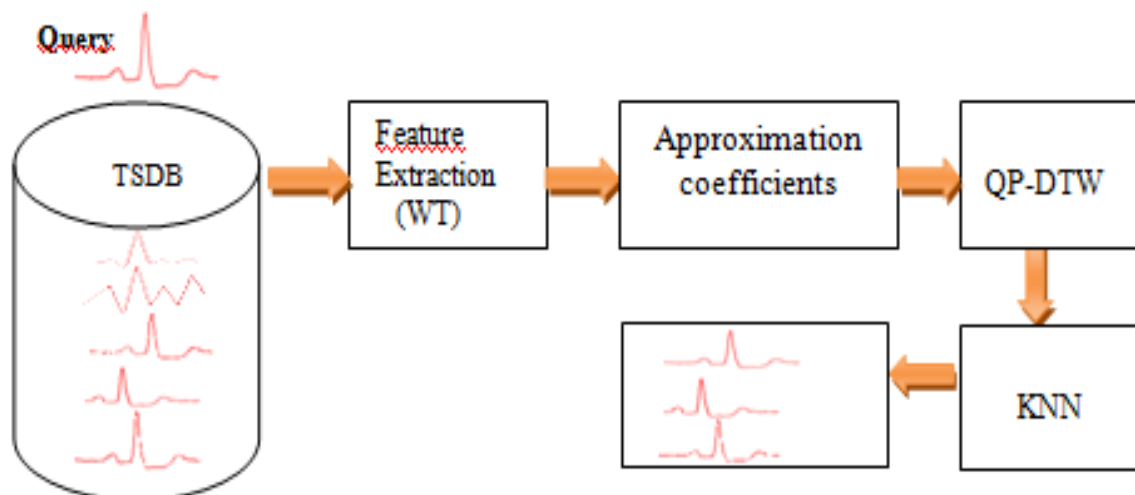 Query
TSDB
Feature
Extraction
(WT)
Approximation
coefficients
QP-DTW
KNN